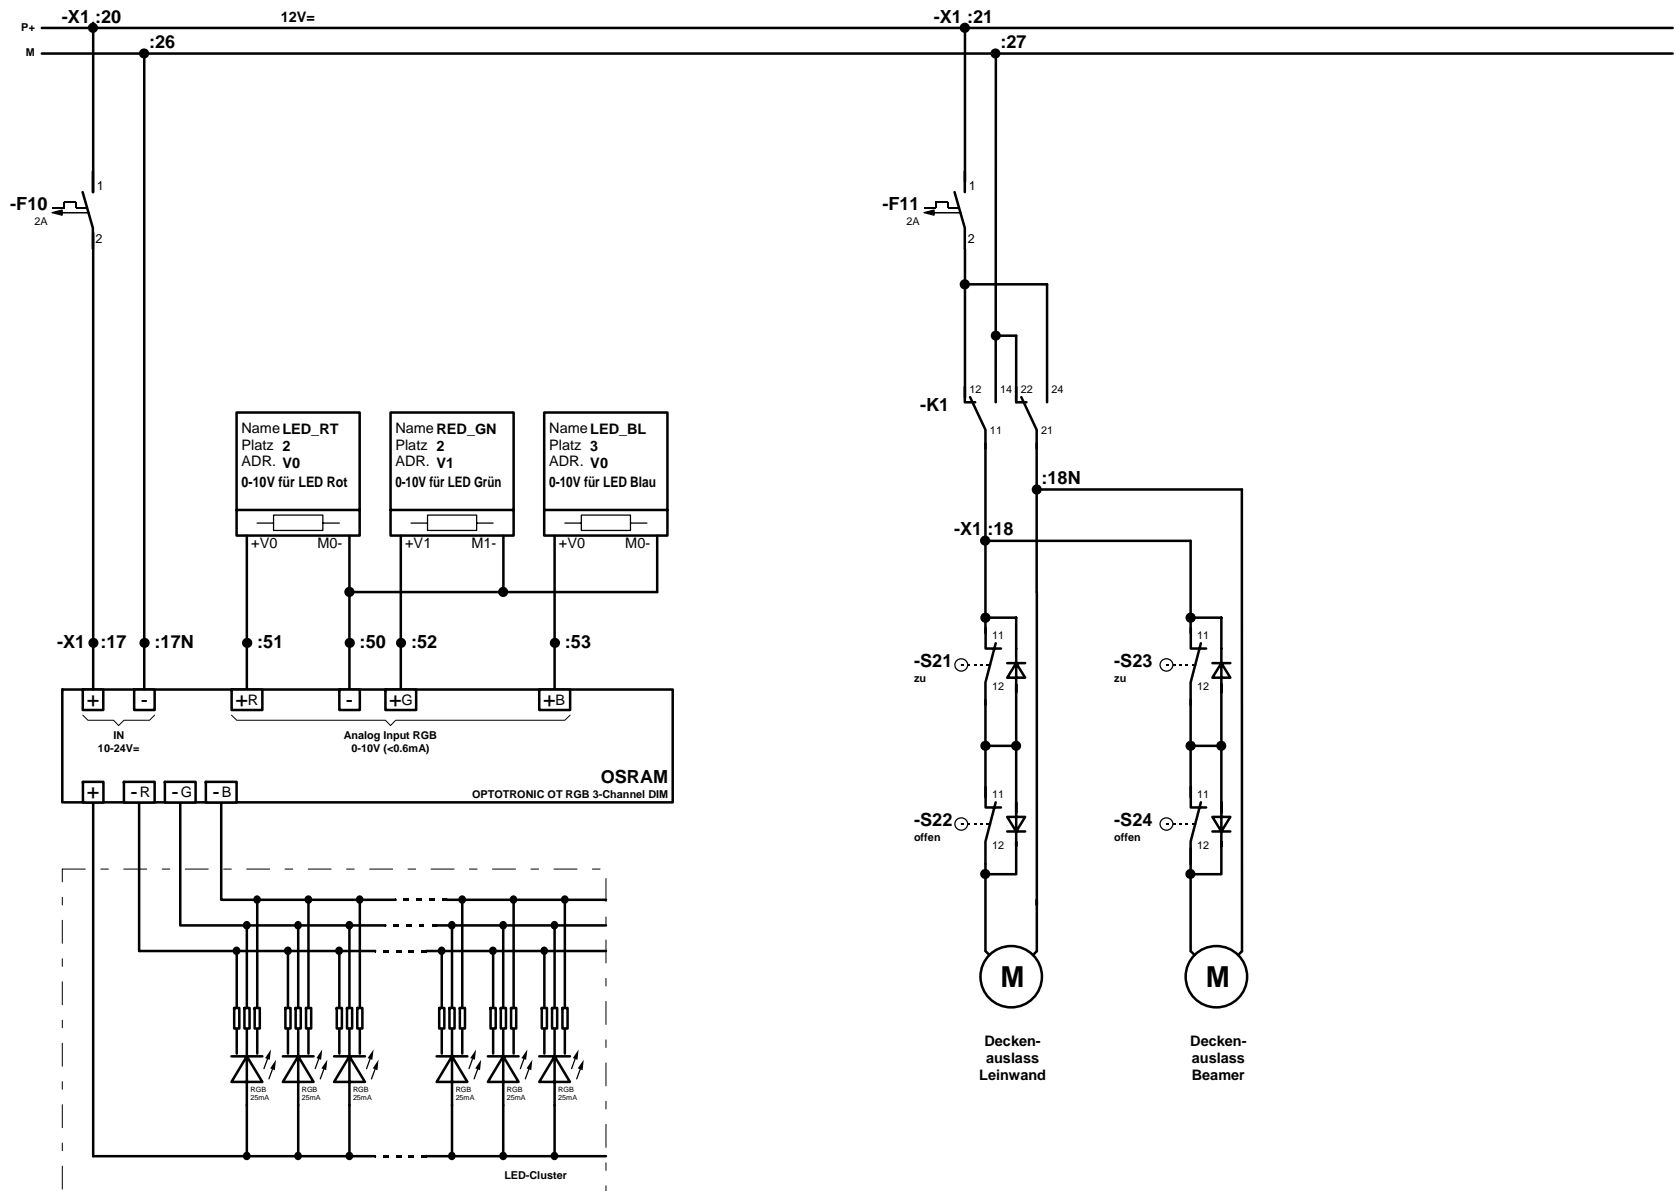 -X1 :20
12V=
-X1 :21
P+
:26
:27
M
1
-F10
2A
2
1
-F11
2A
2
12
14
22
24
-K1
11
21
Name LED_RT
Platz 2
ADR. V0
0-10V für LED Rot
+V0 M0-
Name RED_GN
Platz 2
ADR. V1
0-10V für LED Grün
+V1 M1-
Name LED_BL
Platz 3
ADR. V0
0-10V für LED Blau
+V0 M0-
:18N
-X1 :18
-X1 :17 :17N :51 :50 :52 :53
+ - +R - +G +B
IN
10-24V=
Analog Input RGB
0-10V (<0.6mA)
OSRAM
OPTOTRONIC OT RGB 3-Channel DIM
+ -R -G -B
11
-S21
zu
12
11
-S23
zu
12
11
-S22
offen
12
11
-S24
offen
12
M
M
Decken-
auslass
Leinwand
Decken-
auslass
Beamer
RGB
25mA
RGB
25mA
RGB
25mA
RGB
25mA
RGB
25mA
RGB
25mA
LED-Cluster